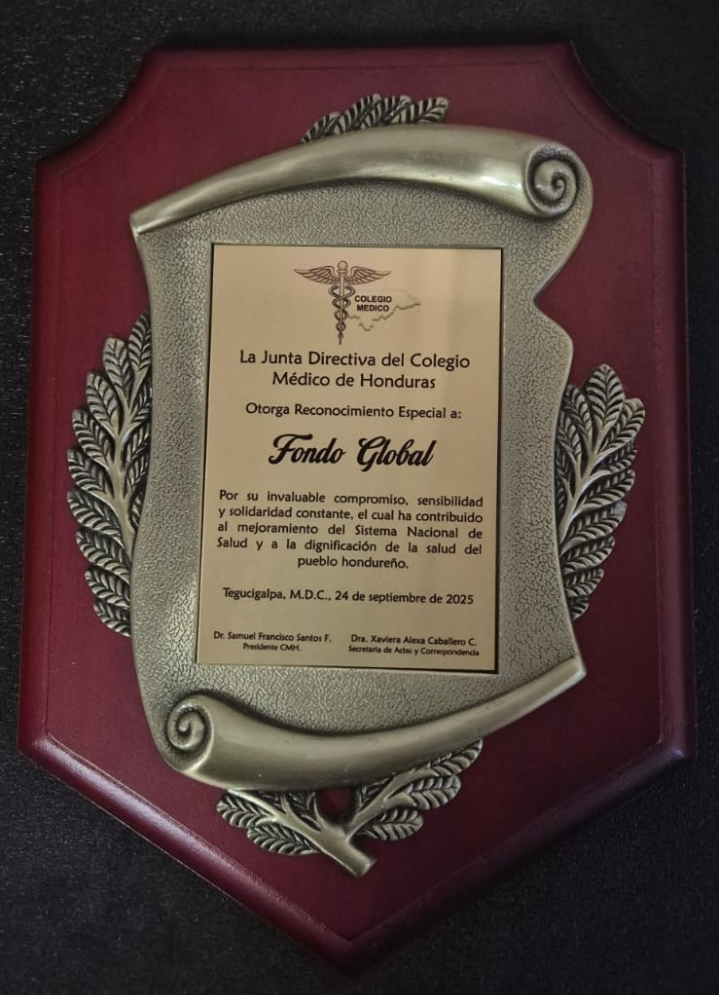 COLEGIO
MEDICO
La Junta Directiva del Colegio
Médico de Honduras
Otorga Reconocimiento Especial a:
Fondo Global
Por su invaluable compromiso, sensibilidad
y solidaridad constante, el cual ha contribuido
al mejoramiento del Sistema Nacional de
Salud y a la dignificación de la salud del
pueblo hondureño.
Tegucigalpa, M.D.C., 24 de septiembre de 2025
Dr. Samuel Francisco Santos F. Dra. Xaviera Alexa Caballero C.
Presidente CMH. Secretaria de Actas y Correspondencia